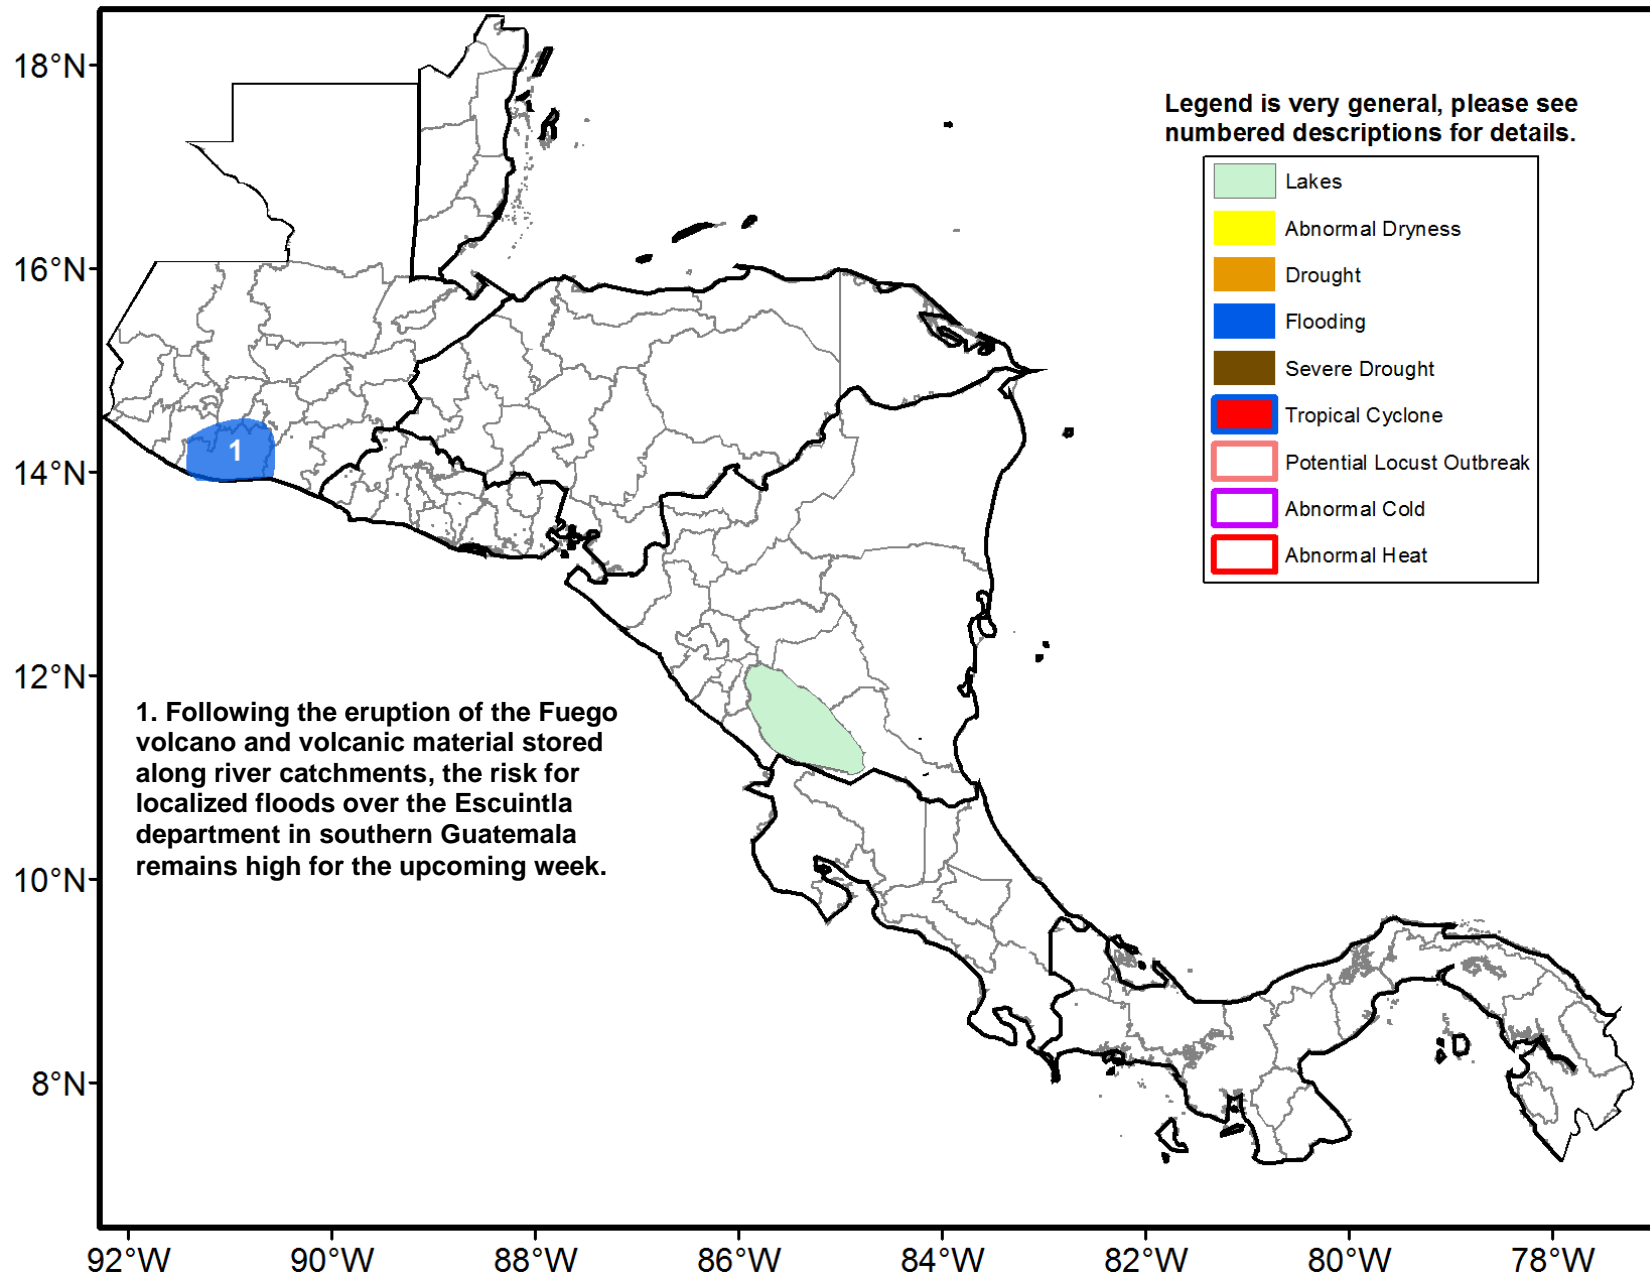 18°N
16°N
14°N
12°N
10°N
8°N
Legend is very general, please see
numbered descriptions for details.
Lakes
Abnormal Dryness
Drought
Flooding
Severe Drought
Tropical Cyclone
Potential Locust Outbreak
Abnormal Cold
Abnormal Heat
1
1. Following the eruption of the Fuego
volcano and volcanic material stored
along river catchments, the risk for
localized floods over the Escuintla
department in southern Guatemala
remains high for the upcoming week.
92°W 90°W 88°W 86°W 84°W 82°W 80°W 78°W